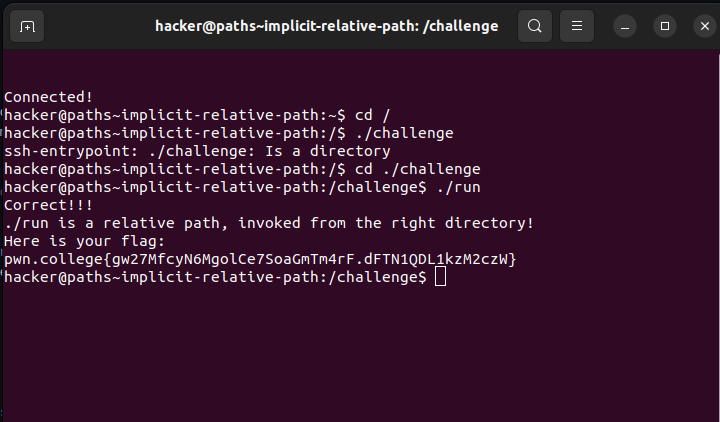 hacker@paths~implicit-relative-path: /challenge
Connected!
hacker@paths~implicit-relative-path:~$ cd /
hacker@paths~implicit-relative-path:/$ ./challenge
ssh-entrypoint: ./challenge: Is a directory
hacker@paths~implicit-relative-path:/$ cd ./challenge
hacker@paths~implicit-relative-path:/challenge$ ./run
Correct!!!
./run is a relative path, invoked from the right directory!
Here is your flag:
pwn.college{gw27MfcyN6MgolCe7SoaGmTm4rF.dFTN1QDL1kzM2czW}
hacker@paths~implicit-relative-path:/challenge$